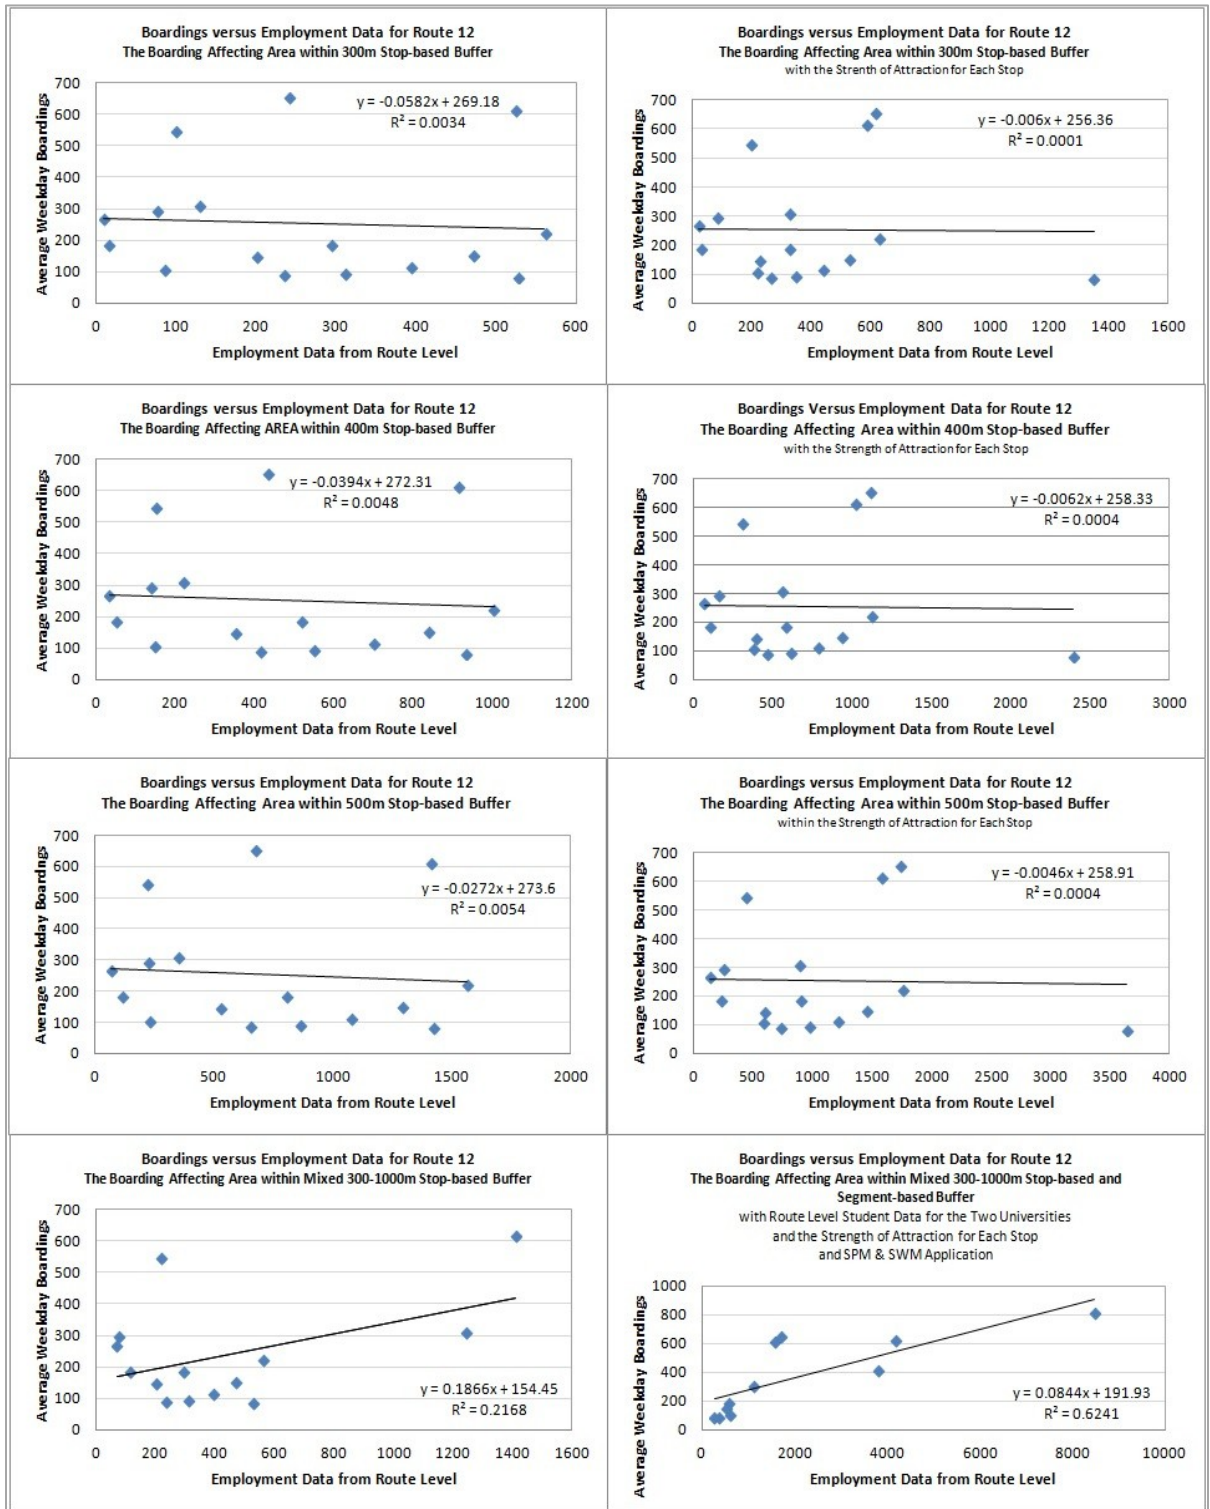 Boardings versus Employment Data for Route 12
The Boarding Affecting Area within 300m Stop-based Buffer
Average Weekday Boardings
700
600
500
400
300
200
100
0
y = -0.0582x + 269.18
R² = 0.0034
0 100 200 300 400 500 600
Employment Data from Route Level
Boardings versus Employment Data for Route 12
The Boarding Affecting Area within 300m Stop-based Buffer
with the Strenth of Attraction for Each Stop
Average Weekday Boardings
700
600
500
400
300
200
100
0
y = -0.006x + 256.36
R² = 0.0001
0 200 400 600 800 1000 1200 1400 1600
Employment Data from Route Level
Boardings versus Employment Data for Route 12
The Boarding Affecting AREA within 400m Stop-based Buffer
Average Weekday Boardings
700
600
500
400
300
200
100
0
y = -0.0394x + 272.31
R² = 0.0048
0 200 400 600 800 1000 1200
Employment Data from Route Level
Boardings Versus Employment Data for Route 12
The Boarding Affecting Area within 400m Stop-based Buffer
with the Strength of Attraction for Each Stop
Average Weekday Boardings
700
600
500
400
300
200
100
0
y = -0.0062x + 258.33
R² = 0.0004
0 500 1000 1500 2000 2500 3000
Employment Data from Route Level
Boardings versus Employment Data for Route 12
The Boarding Affecting Area within 500m Stop-based Buffer
Average Weekday Boardings
700
600
500
400
300
200
100
0
y = -0.0272x + 273.6
R² = 0.0054
0 500 1000 1500 2000
Employment Data from Route Level
Boardings versus Employment Data for Route 12
The Boarding Affecting Area within 500m Stop-based Buffer
within the Strength of Attraction for Each Stop
Average Weekday Boardings
700
600
500
400
300
200
100
0
y = -0.0046x + 258.91
R² = 0.0004
0 500 1000 1500 2000 2500 3000 3500 4000
Employment Data from Route Level
Boardings versus Employment Data for Route 12
The Boarding Affecting Area within Mixed 300-1000m Stop-based Buffer
Average Weekday Boardings
700
600
500
400
300
200
100
0
y = 0.1866x + 154.45
R² = 0.2168
0 200 400 600 800 1000 1200 1400 1600
Employment Data from Route Level
Boardings versus Employment Data for Route 12
The Boarding Affecting Area within Mixed 300-1000m Stop-based and
Segment-based Buffer
with Route Level Student Data for the Two Universities
and the Strength of Attraction for Each Stop
and SPM & SWM Application
Average Weekday Boardings
1000
800
600
400
200
0
y = 0.0844x + 191.93
R² = 0.6241
0 2000 4000 6000 8000 10000
Employment Data from Route Level